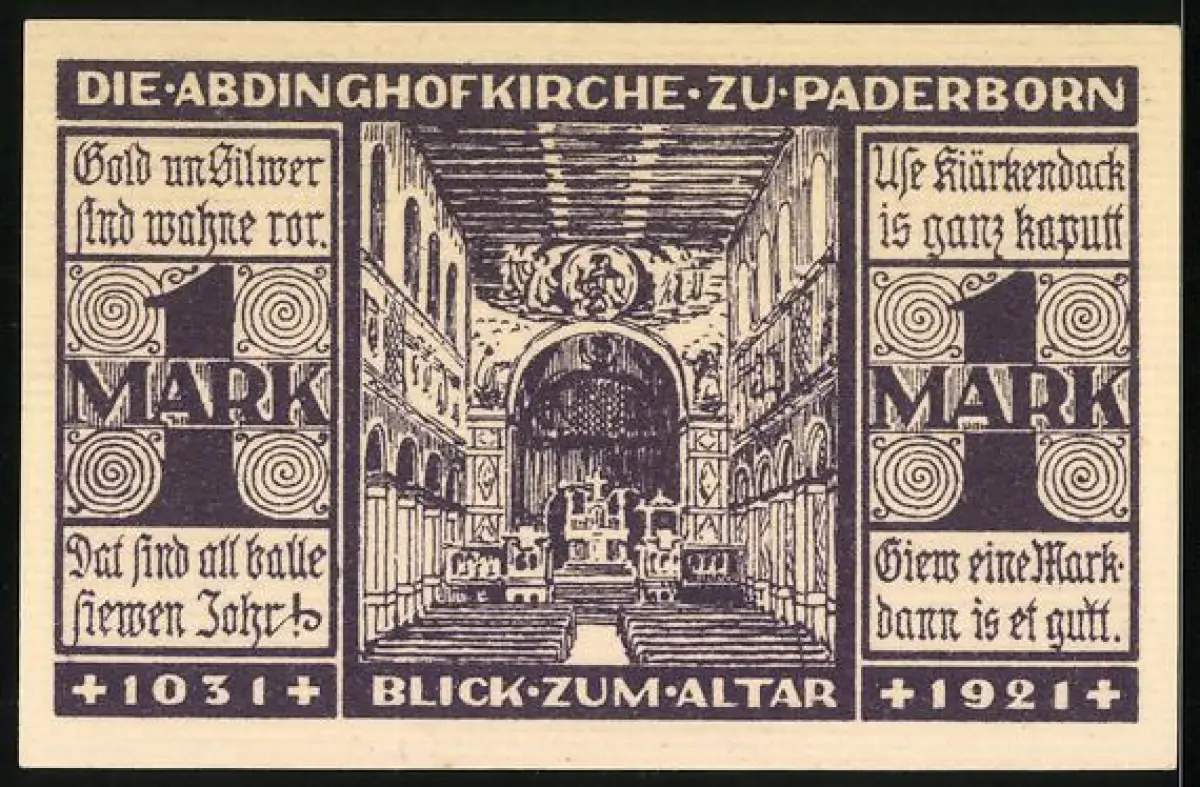 DIE·ABDINGHOFKIRCHE·ZU·PADERBORN
Gold un Silwer
sind wahne ror.
1
MARK
Dat sind all balle
siewen Johr!
+1031+
BLICK·ZUM·ALTAR
Use Kiärkendack
is ganz kaputt
1
MARK
Giew eine Mark·
dann is et gutt.
+1921+